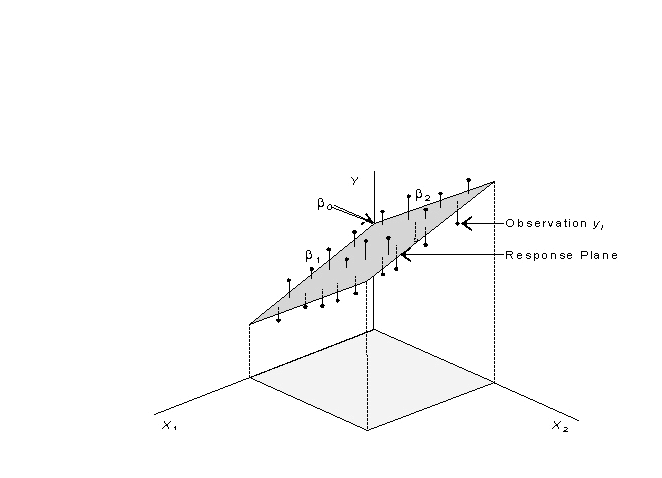 Y
β₀
β₂
Observation yᵢ
β₁
Response Plane
X₁
X₂